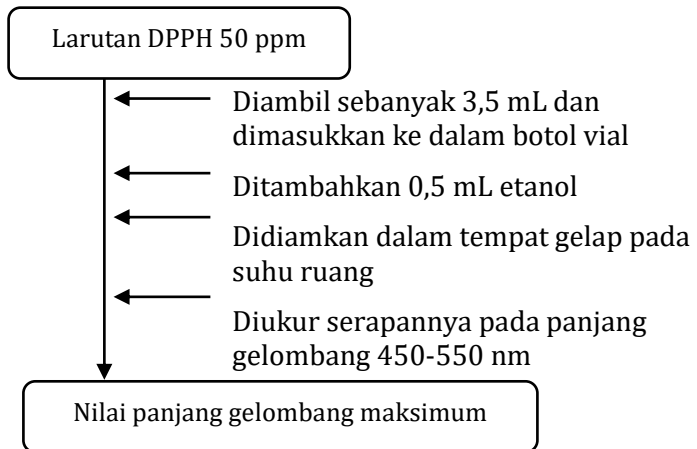 Larutan DPPH 50 ppm
Diambil sebanyak 3,5 mL dan
dimasukkan ke dalam botol vial
Ditambahkan 0,5 mL etanol
Didiamkan dalam tempat gelap pada
suhu ruang
Diukur serapannya pada panjang
gelombang 450-550 nm
Nilai panjang gelombang maksimum